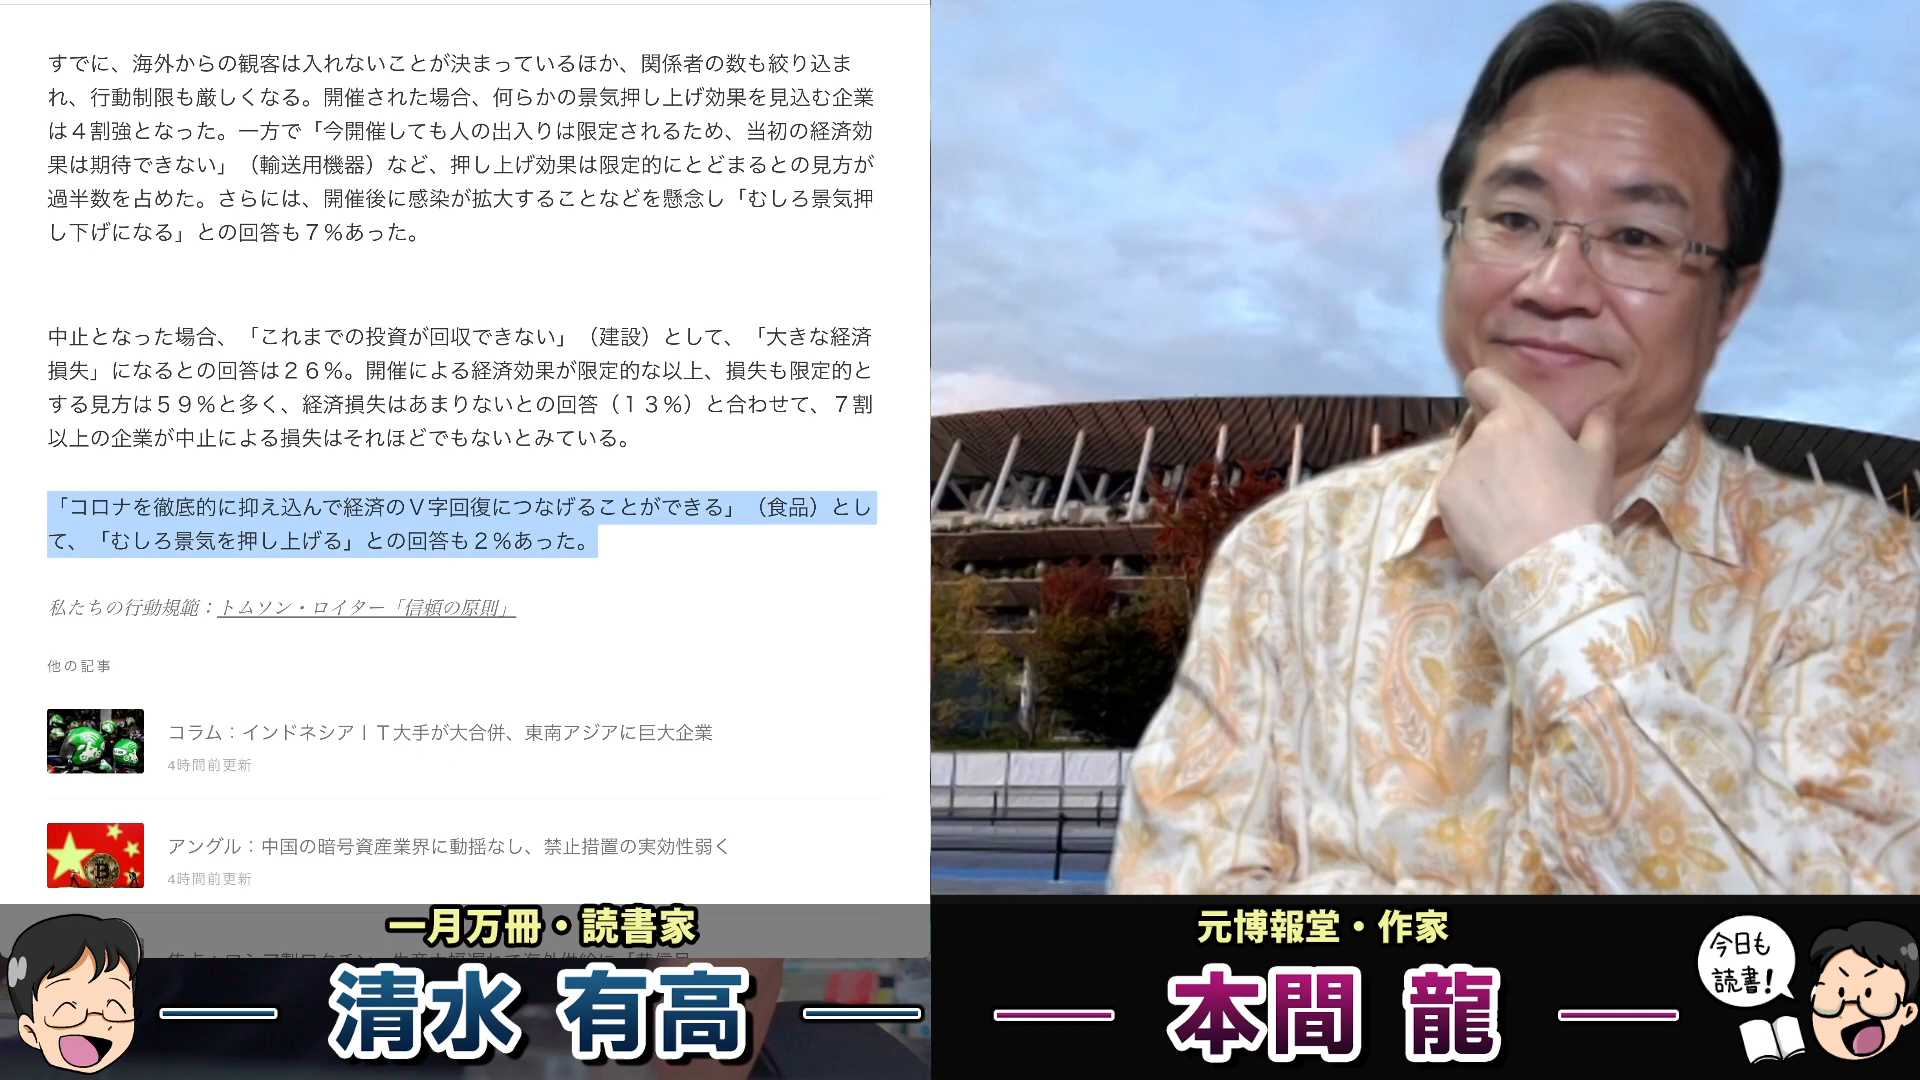 すでに、海外からの観客は入れないことが決まっているほか、関係者の数も絞り込ま
れ、行動制限も厳しくなる。開催された場合、何らかの景気押し上げ効果を見込む企業
は４割強となった。一方で「今開催しても人の出入りは限定されるため、当初の経済効
果は期待できない」（輸送用機器）など、押し上げ効果は限定的にとどまるとの見方が
過半数を占めた。さらには、開催後に感染が拡大することなどを懸念し「むしろ景気押
し下げになる」との回答も７％あった。
中止となった場合、「これまでの投資が回収できない」（建設）として、「大きな経済
損失」になるとの回答は２６％。開催による経済効果が限定的な以上、損失も限定的と
する見方は５９％と多く、経済損失はあまりないとの回答（１３％）と合わせて、７割
以上の企業が中止による損失はそれほどでもないとみている。
「コロナを徹底的に抑え込んで経済のＶ字回復につなげることができる」（食品）とし
て、「むしろ景気を押し上げる」との回答も２％あった。
私たちの行動規範：トムソン・ロイター「信頼の原則」
他の記事
コラム：インドネシアＩＴ大手が大合併、東南アジアに巨大企業
4時間前更新
アングル：中国の暗号資産業界に動揺なし、禁止措置の実効性弱く
4時間前更新
一月万冊・読書家
清水 有高
元博報堂・作家
本間 龍
今日も
読書!